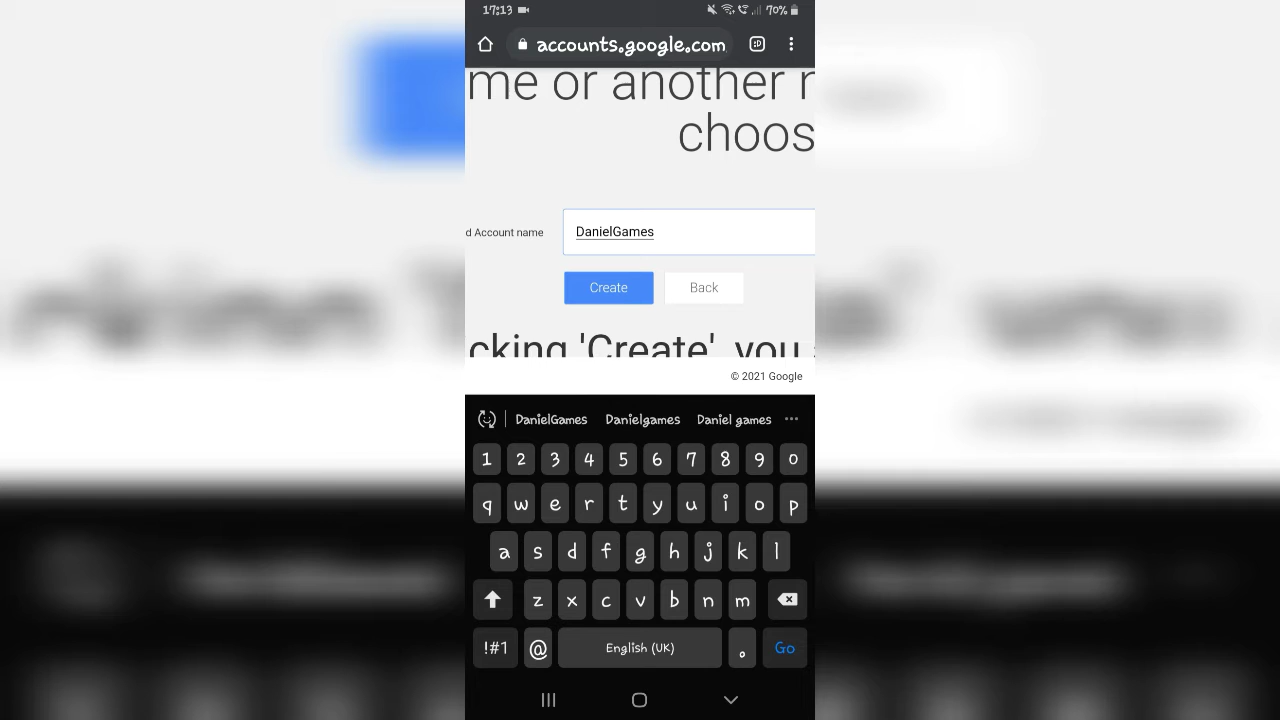 17:13 70%
accounts.google.com :D
me or another
choos
d Account name DanielGames
Create Back
cking 'Create', you
© 2021 Google
DanielGames Danielgames Daniel games
1 2 3 4 5 6 7 8 9 0
q w e r t y u i o p
a s d f g h j k l
z x c v b n m
!#1 @ English (UK) . Go